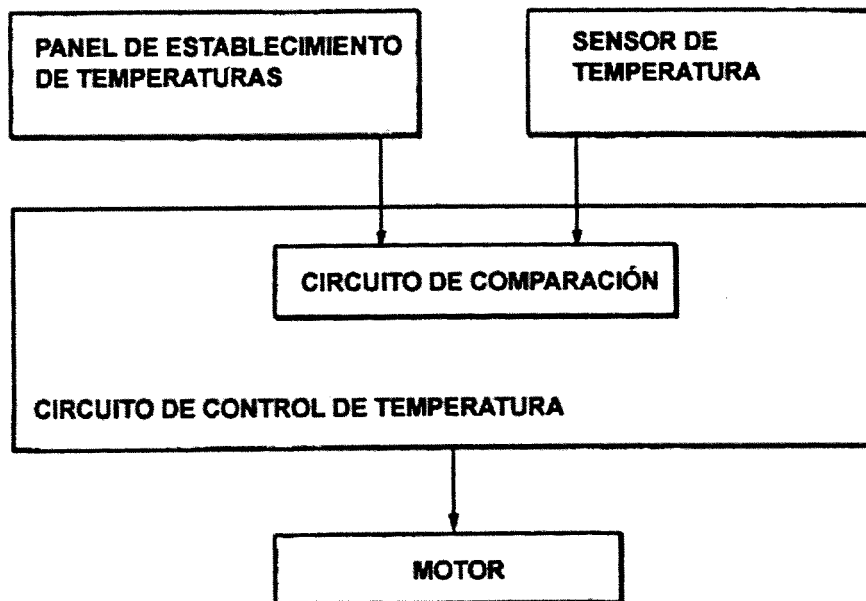 PANEL DE ESTABLECIMIENTO
DE TEMPERATURAS
SENSOR DE
TEMPERATURA
CIRCUITO DE COMPARACIÓN
CIRCUITO DE CONTROL DE TEMPERATURA
MOTOR